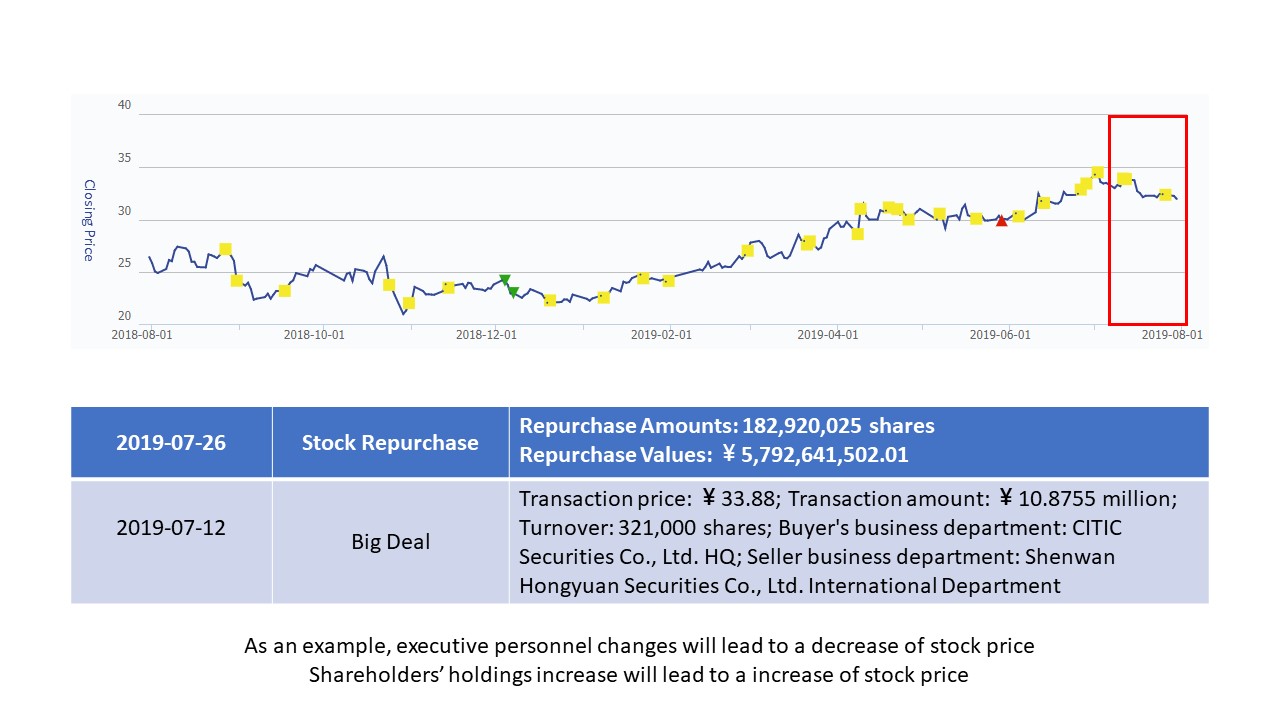 40
35
30
25
20
Closing Price
2018-08-01 2018-10-01 2018-12-01 2019-02-01 2019-04-01 2019-06-01 2019-08-01
2019-07-26
Stock Repurchase
Repurchase Amounts: 182,920,025 shares
Repurchase Values: ¥ 5,792,641,502.01
2019-07-12
Big Deal
Transaction price: ¥ 33.88; Transaction amount: ¥ 10.8755 million;
Turnover: 321,000 shares; Buyer's business department: CITIC
Securities Co., Ltd. HQ; Seller business department: Shenwan
Hongyuan Securities Co., Ltd. International Department
As an example, executive personnel changes will lead to a decrease of stock price
Shareholders’ holdings increase will lead to a increase of stock price